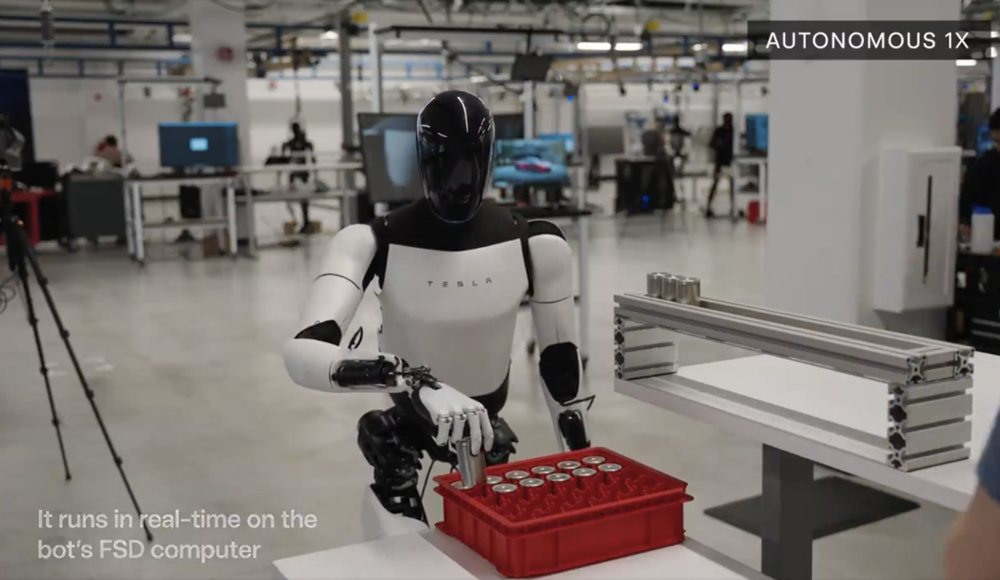 AUTONOMOUS 1X
TESLA
It runs in real-time on the
bot's FSD computer